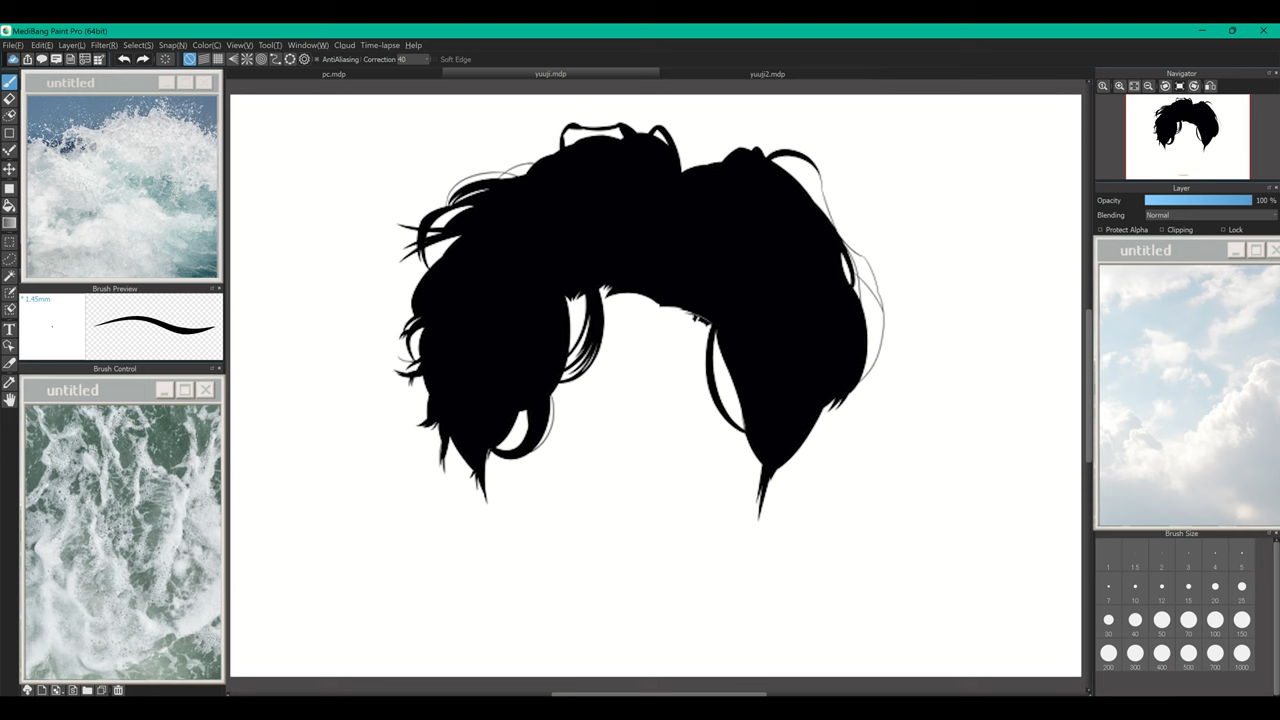 MediBang Paint Pro (64bit)
File(F) Edit(E) Layer(L) Filter(R) Select(S) Snap(N) Color(C) View(V) Tool(T) Window(W) Cloud Time-lapse Help
AntiAliasing Correction 40 Soft Edge
pc.mdp yuuji.mdp yuuji2.mdp
Navigator
untitled
Brush Preview
* 1.45mm
Brush Control
untitled
Layer
Opacity 100 %
Blending Normal
Protect Alpha Clipping Lock
untitled
Brush Size
1 1.5 2 3 4 5
7 10 12 15 20 25
30 40 50 70 100 150
200 300 400 500 700 1000
T